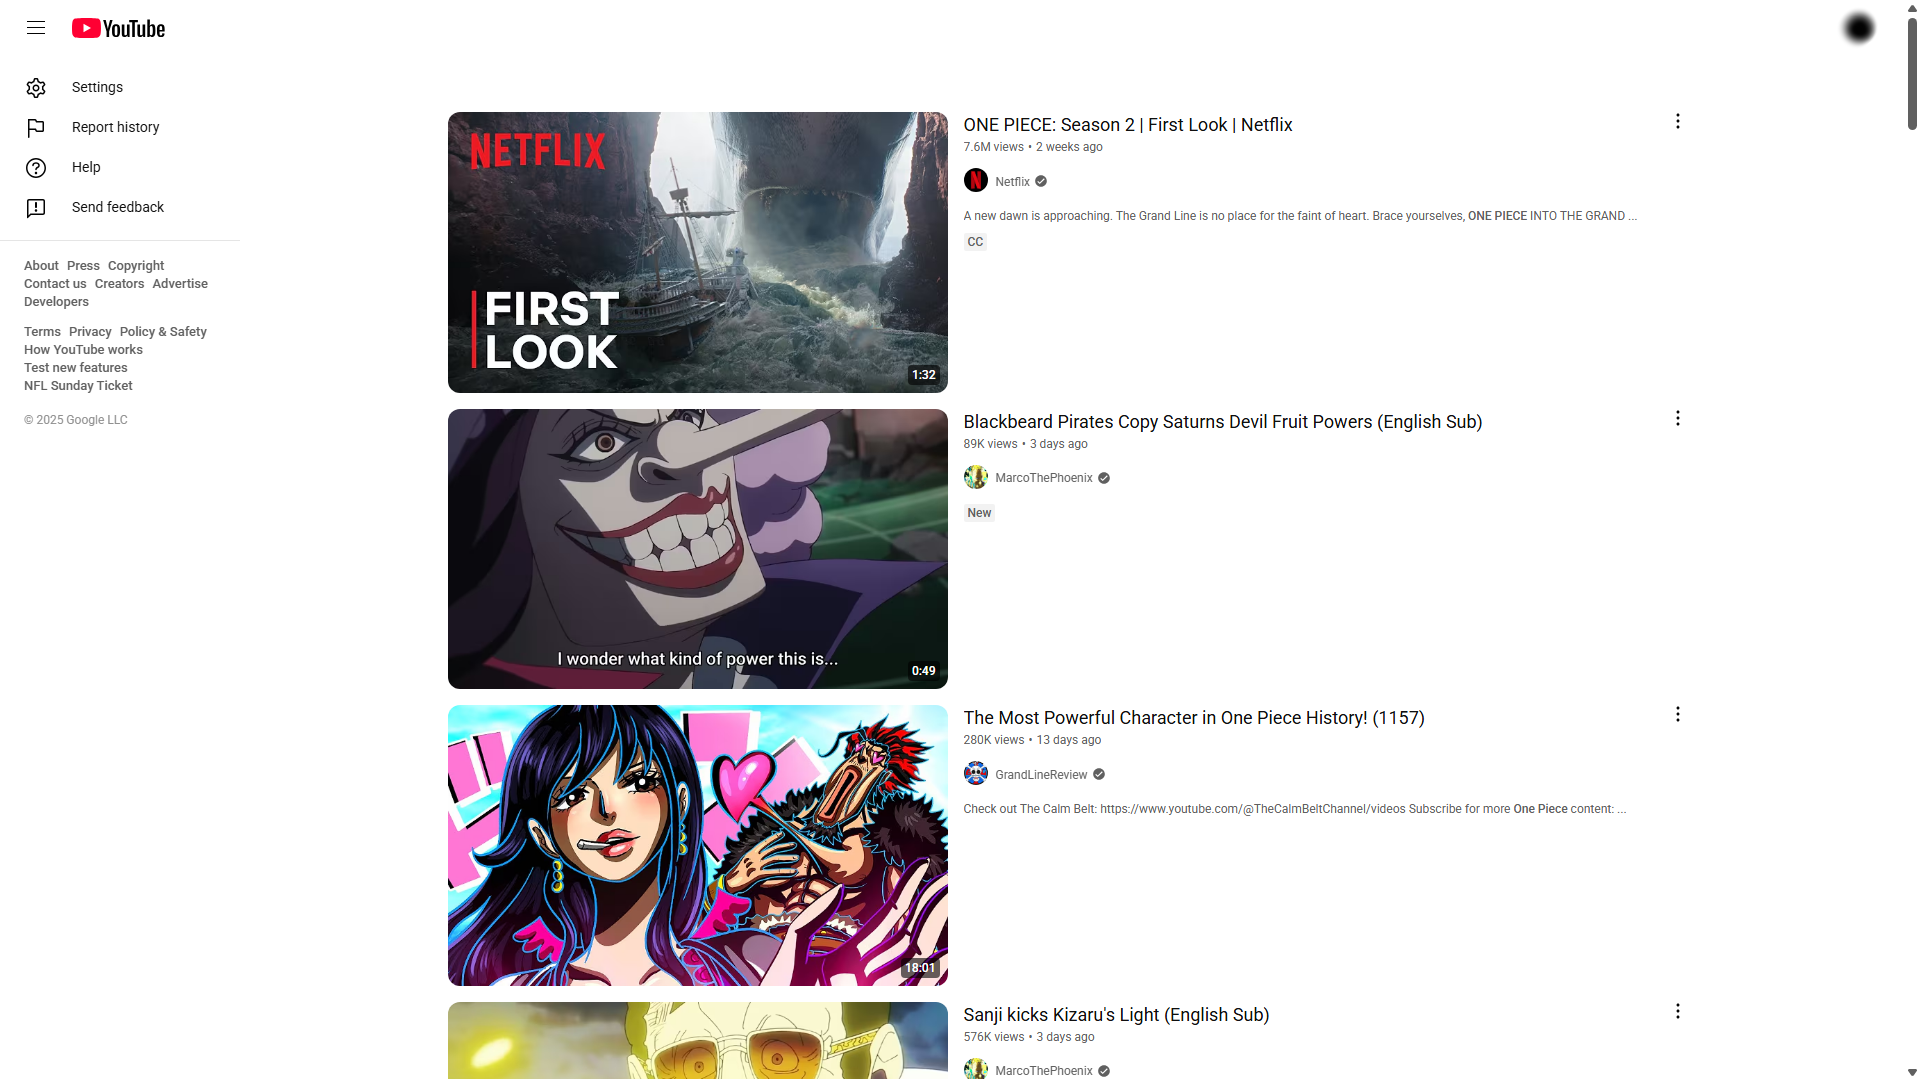 YouTube
Settings
Report history
Help
Send feedback
About Press Copyright
Contact us Creators Advertise
Developers
Terms Privacy Policy & Safety
How YouTube works
Test new features
NFL Sunday Ticket
© 2025 Google LLC
NETFLIX
FIRST
LOOK
1:32
ONE PIECE: Season 2 | First Look | Netflix
7.6M views • 2 weeks ago
Netflix
A new dawn is approaching. The Grand Line is no place for the faint of heart. Brace yourselves, ONE PIECE INTO THE GRAND ...
CC
I wonder what kind of power this is...
0:49
Blackbeard Pirates Copy Saturns Devil Fruit Powers (English Sub)
89K views • 3 days ago
MarcoThePhoenix
New
18:01
The Most Powerful Character in One Piece History! (1157)
280K views • 13 days ago
GrandLineReview
Check out The Calm Belt: https://www.youtube.com/@TheCalmBeltChannel/videos Subscribe for more One Piece content: ...
Sanji kicks Kizaru's Light (English Sub)
576K views • 3 days ago
MarcoThePhoenix